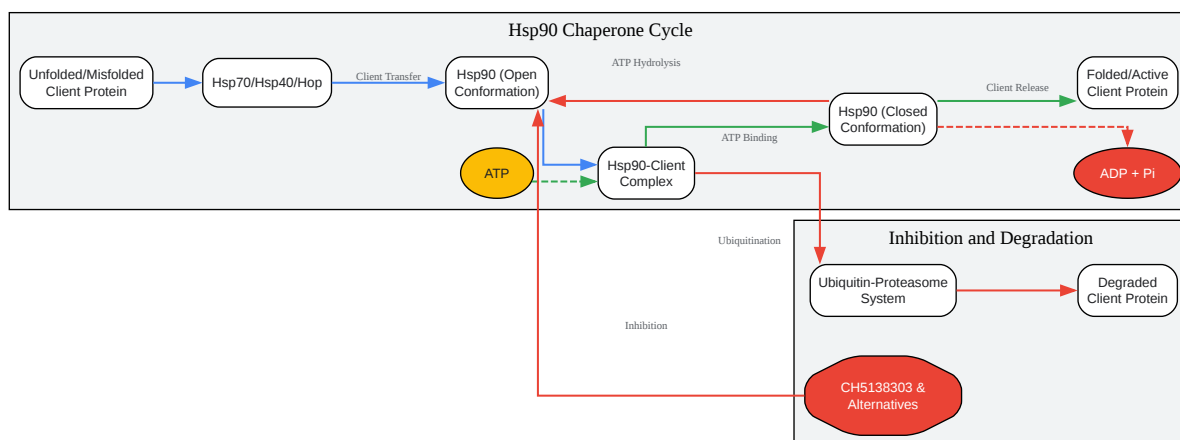 Hsp90 Chaperone Cycle
Unfolded/Misfolded
Client Protein
Hsp70/Hsp40/Hop
Client Transfer
Hsp90 (Open
Conformation)
ATP Hydrolysis
Hsp90 (Closed
Conformation)
Client Release
Folded/Active
Client Protein
ATP
Hsp90-Client
Complex
ATP Binding
ADP + Pi
Ubiquitination
Inhibition and Degradation
Ubiquitin-Proteasome
System
Degraded
Client Protein
Inhibition
CH5138303 &
Alternatives